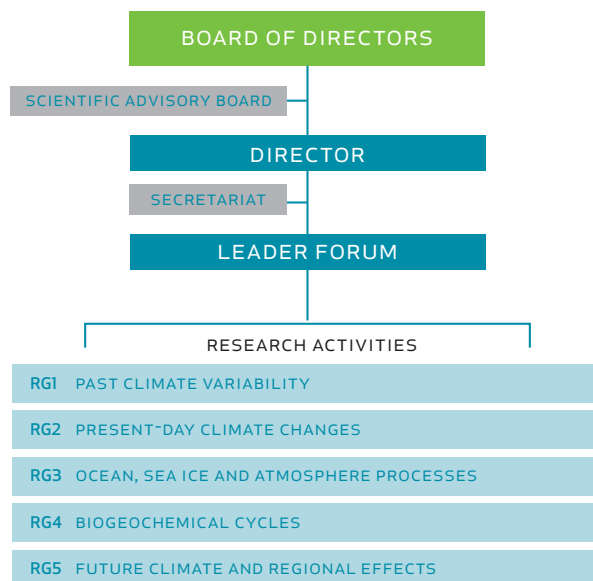 BOARD OF DIRECTORS
SCIENTIFIC ADVISORY BOARD
DIRECTOR
SECRETARIAT
LEADER FORUM
RESEARCH ACTIVITIES
RG1 PAST CLIMATE VARIABILITY
RG2 PRESENT-DAY CLIMATE CHANGES
RG3 OCEAN, SEA ICE AND ATMOSPHERE PROCESSES
RG4 BIOGEOCHEMICAL CYCLES
RG5 FUTURE CLIMATE AND REGIONAL EFFECTS